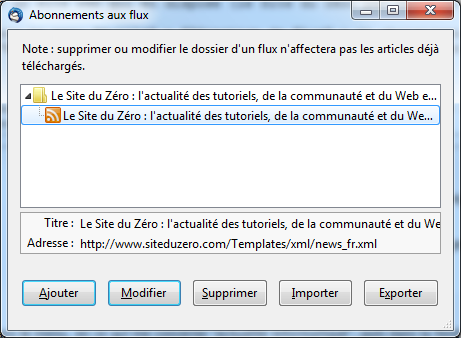 Abonnements aux flux
Note : supprimer ou modifier le dossier d'un flux n'affectera pas les articles déjà
téléchargés.
Le Site du Zéro : l'actualité des tutoriels, de la communauté et du Web e...
Le Site du Zéro : l'actualité des tutoriels, de la communauté et du We...
Titre : Le Site du Zéro : l'actualité des tutoriels, de la communauté et du Web
Adresse : http://www.siteduzero.com/Templates/xml/news_fr.xml
Ajouter Modifier Supprimer Importer Exporter